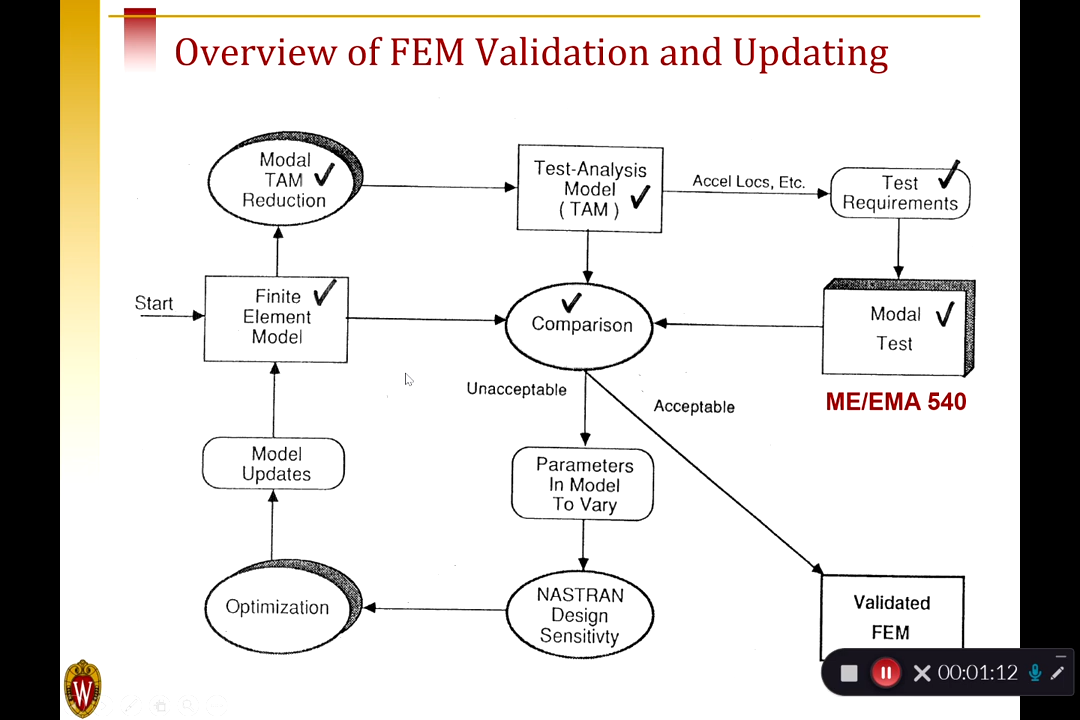 Overview of FEM Validation and Updating
Modal
TAM
Reduction
Test-Analysis
Model
( TAM )
Accel Locs, Etc.
Test
Requirements
Start
Finite
Element
Model
Comparison
Modal
Test
ME/EMA 540
Unacceptable
Acceptable
Model
Updates
Parameters
In Model
To Vary
Optimization
NASTRAN
Design
Sensitivty
Validated
FEM
00:01:12
W